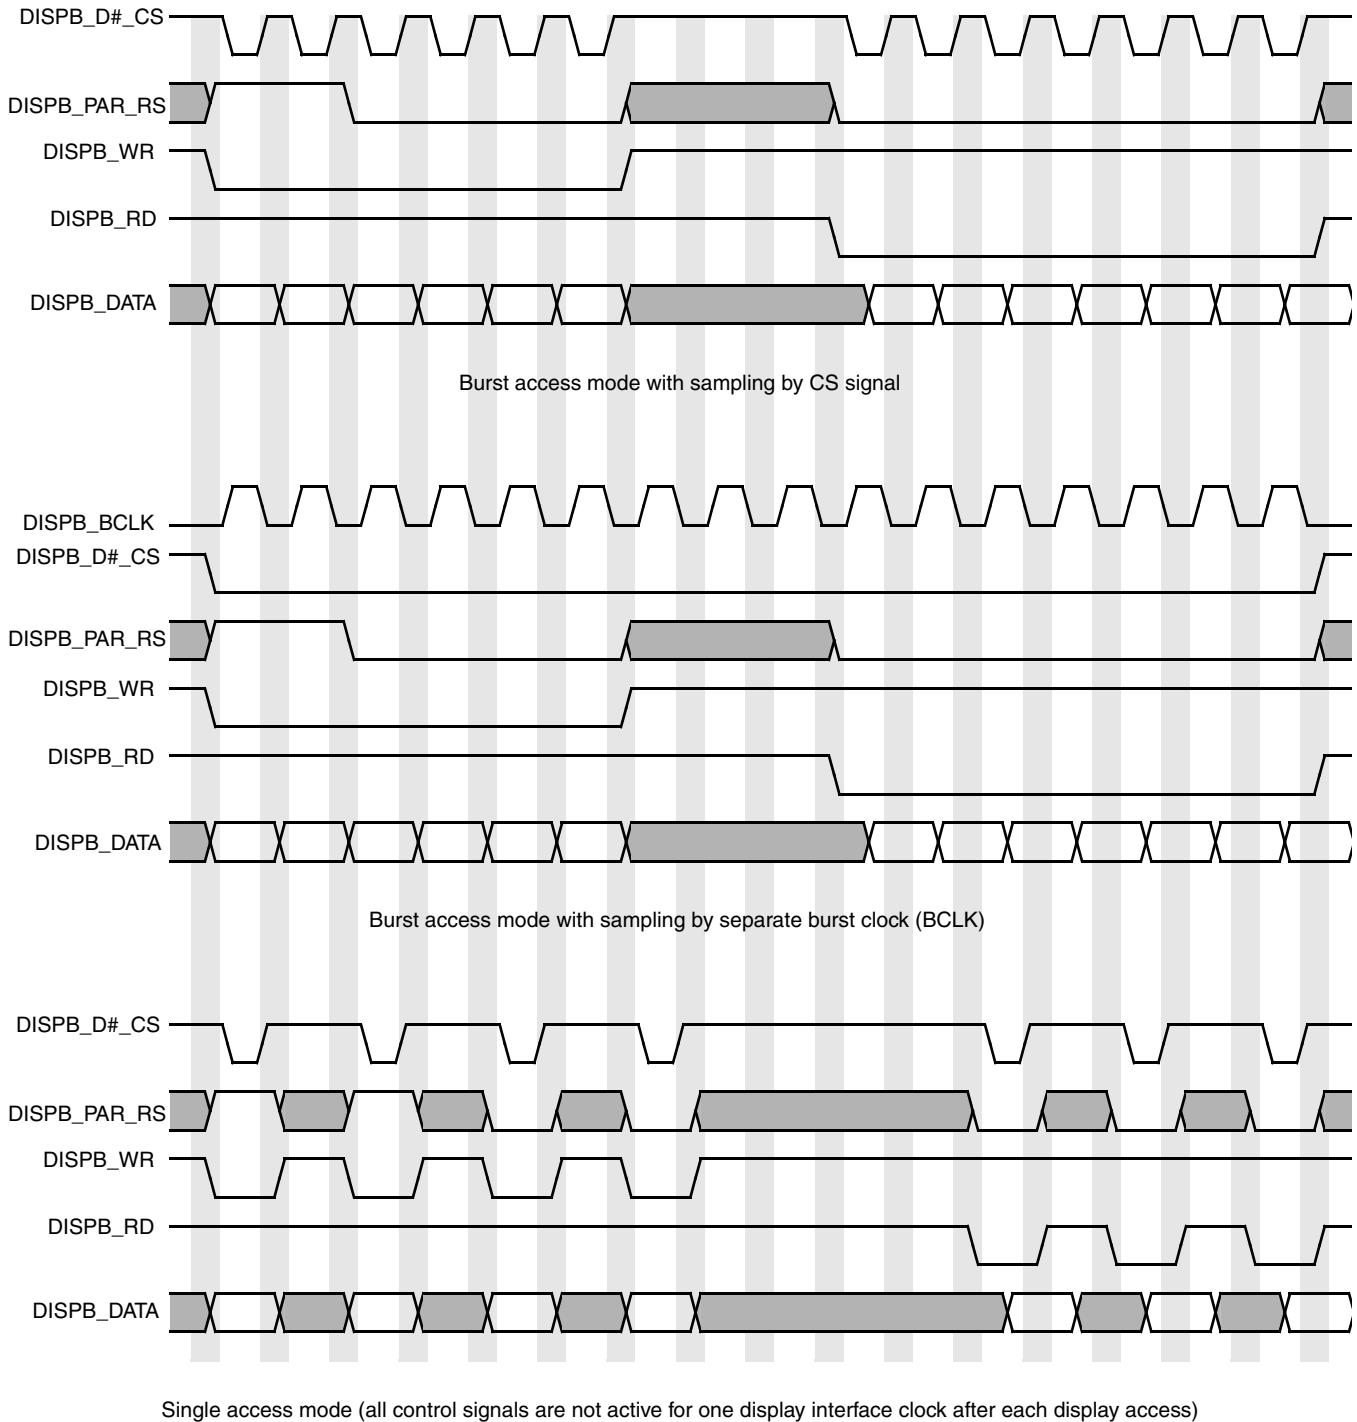 DISPB_D#_CS
DISPB_PAR_RS
DISPB_WR
DISPB_RD
DISPB_DATA
Burst access mode with sampling by CS signal
DISPB_BCLK
DISPB_D#_CS
DISPB_PAR_RS
DISPB_WR
DISPB_RD
DISPB_DATA
Burst access mode with sampling by separate burst clock (BCLK)
DISPB_D#_CS
DISPB_PAR_RS
DISPB_WR
DISPB_RD
DISPB_DATA
Single access mode (all control signals are not active for one display interface clock after each display access)